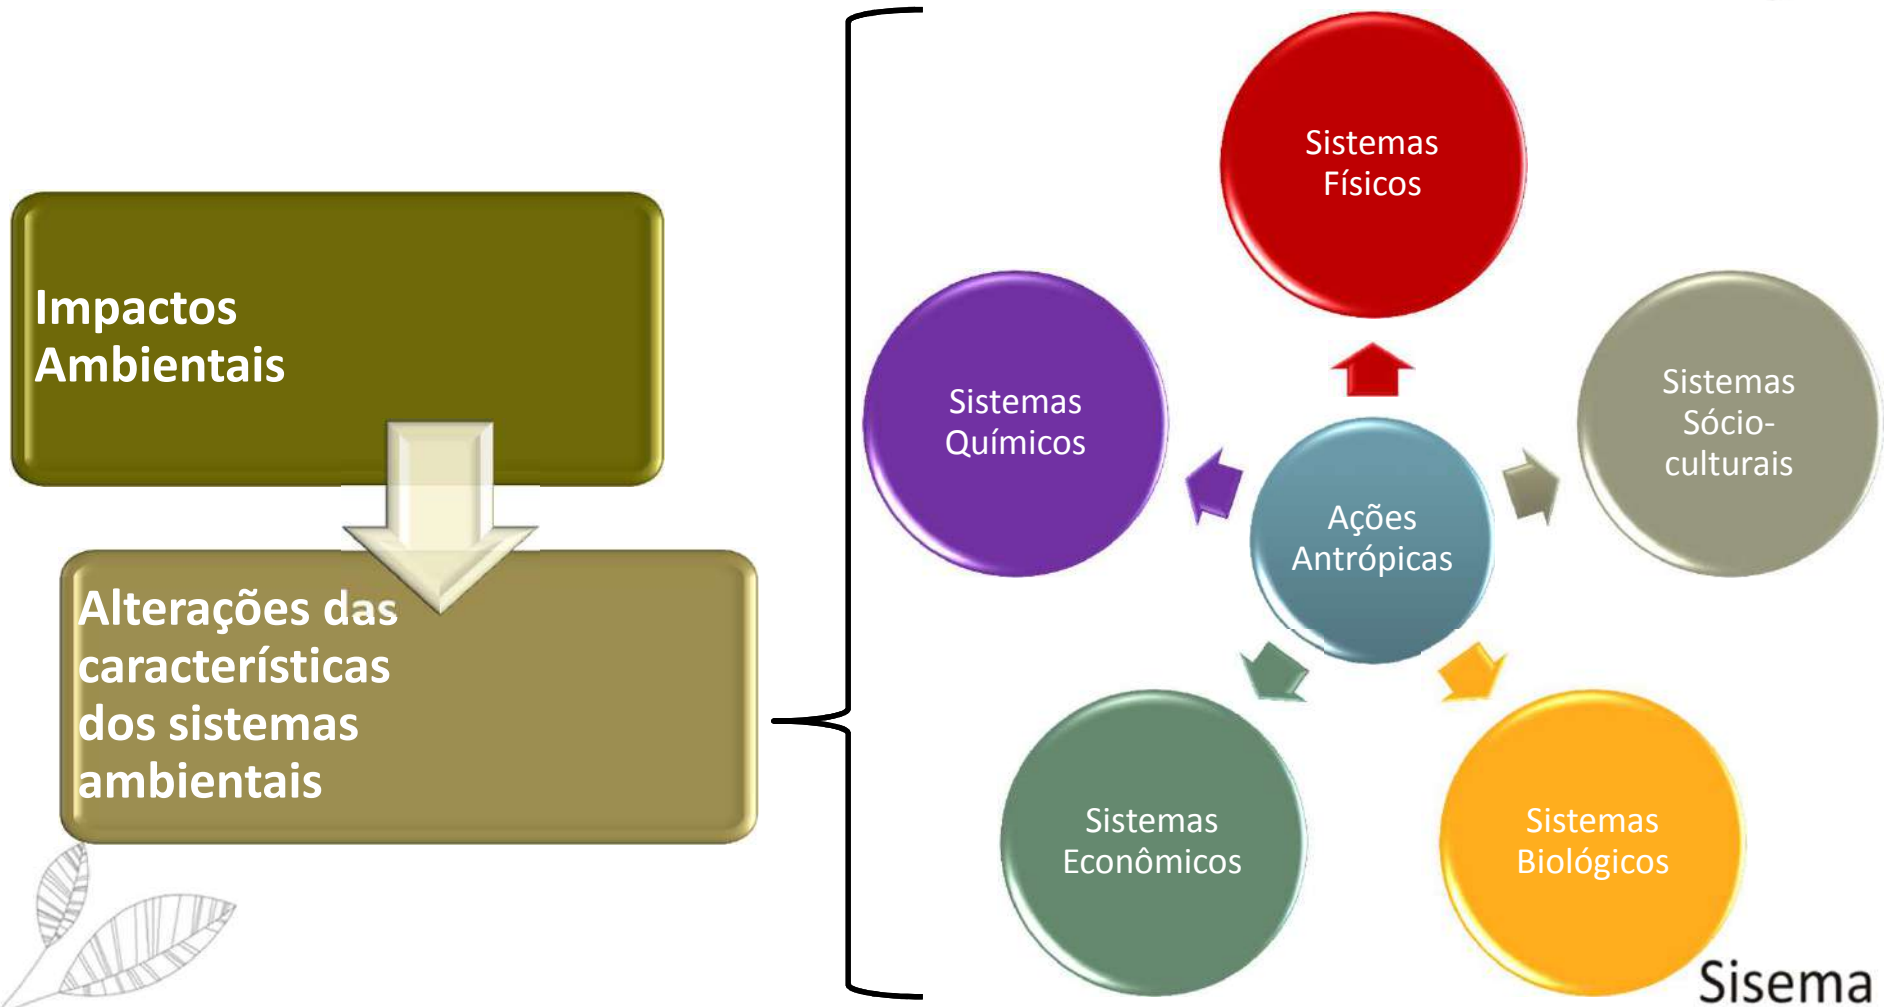 Impactos
Ambientais
Alterações das
características
dos sistemas
ambientais
Sistemas
Físicos
Sistemas
Químicos
Sistemas
Sócio-
culturais
Ações
Antrópicas
Sistemas
Econômicos
Sistemas
Biológicos
Sisema